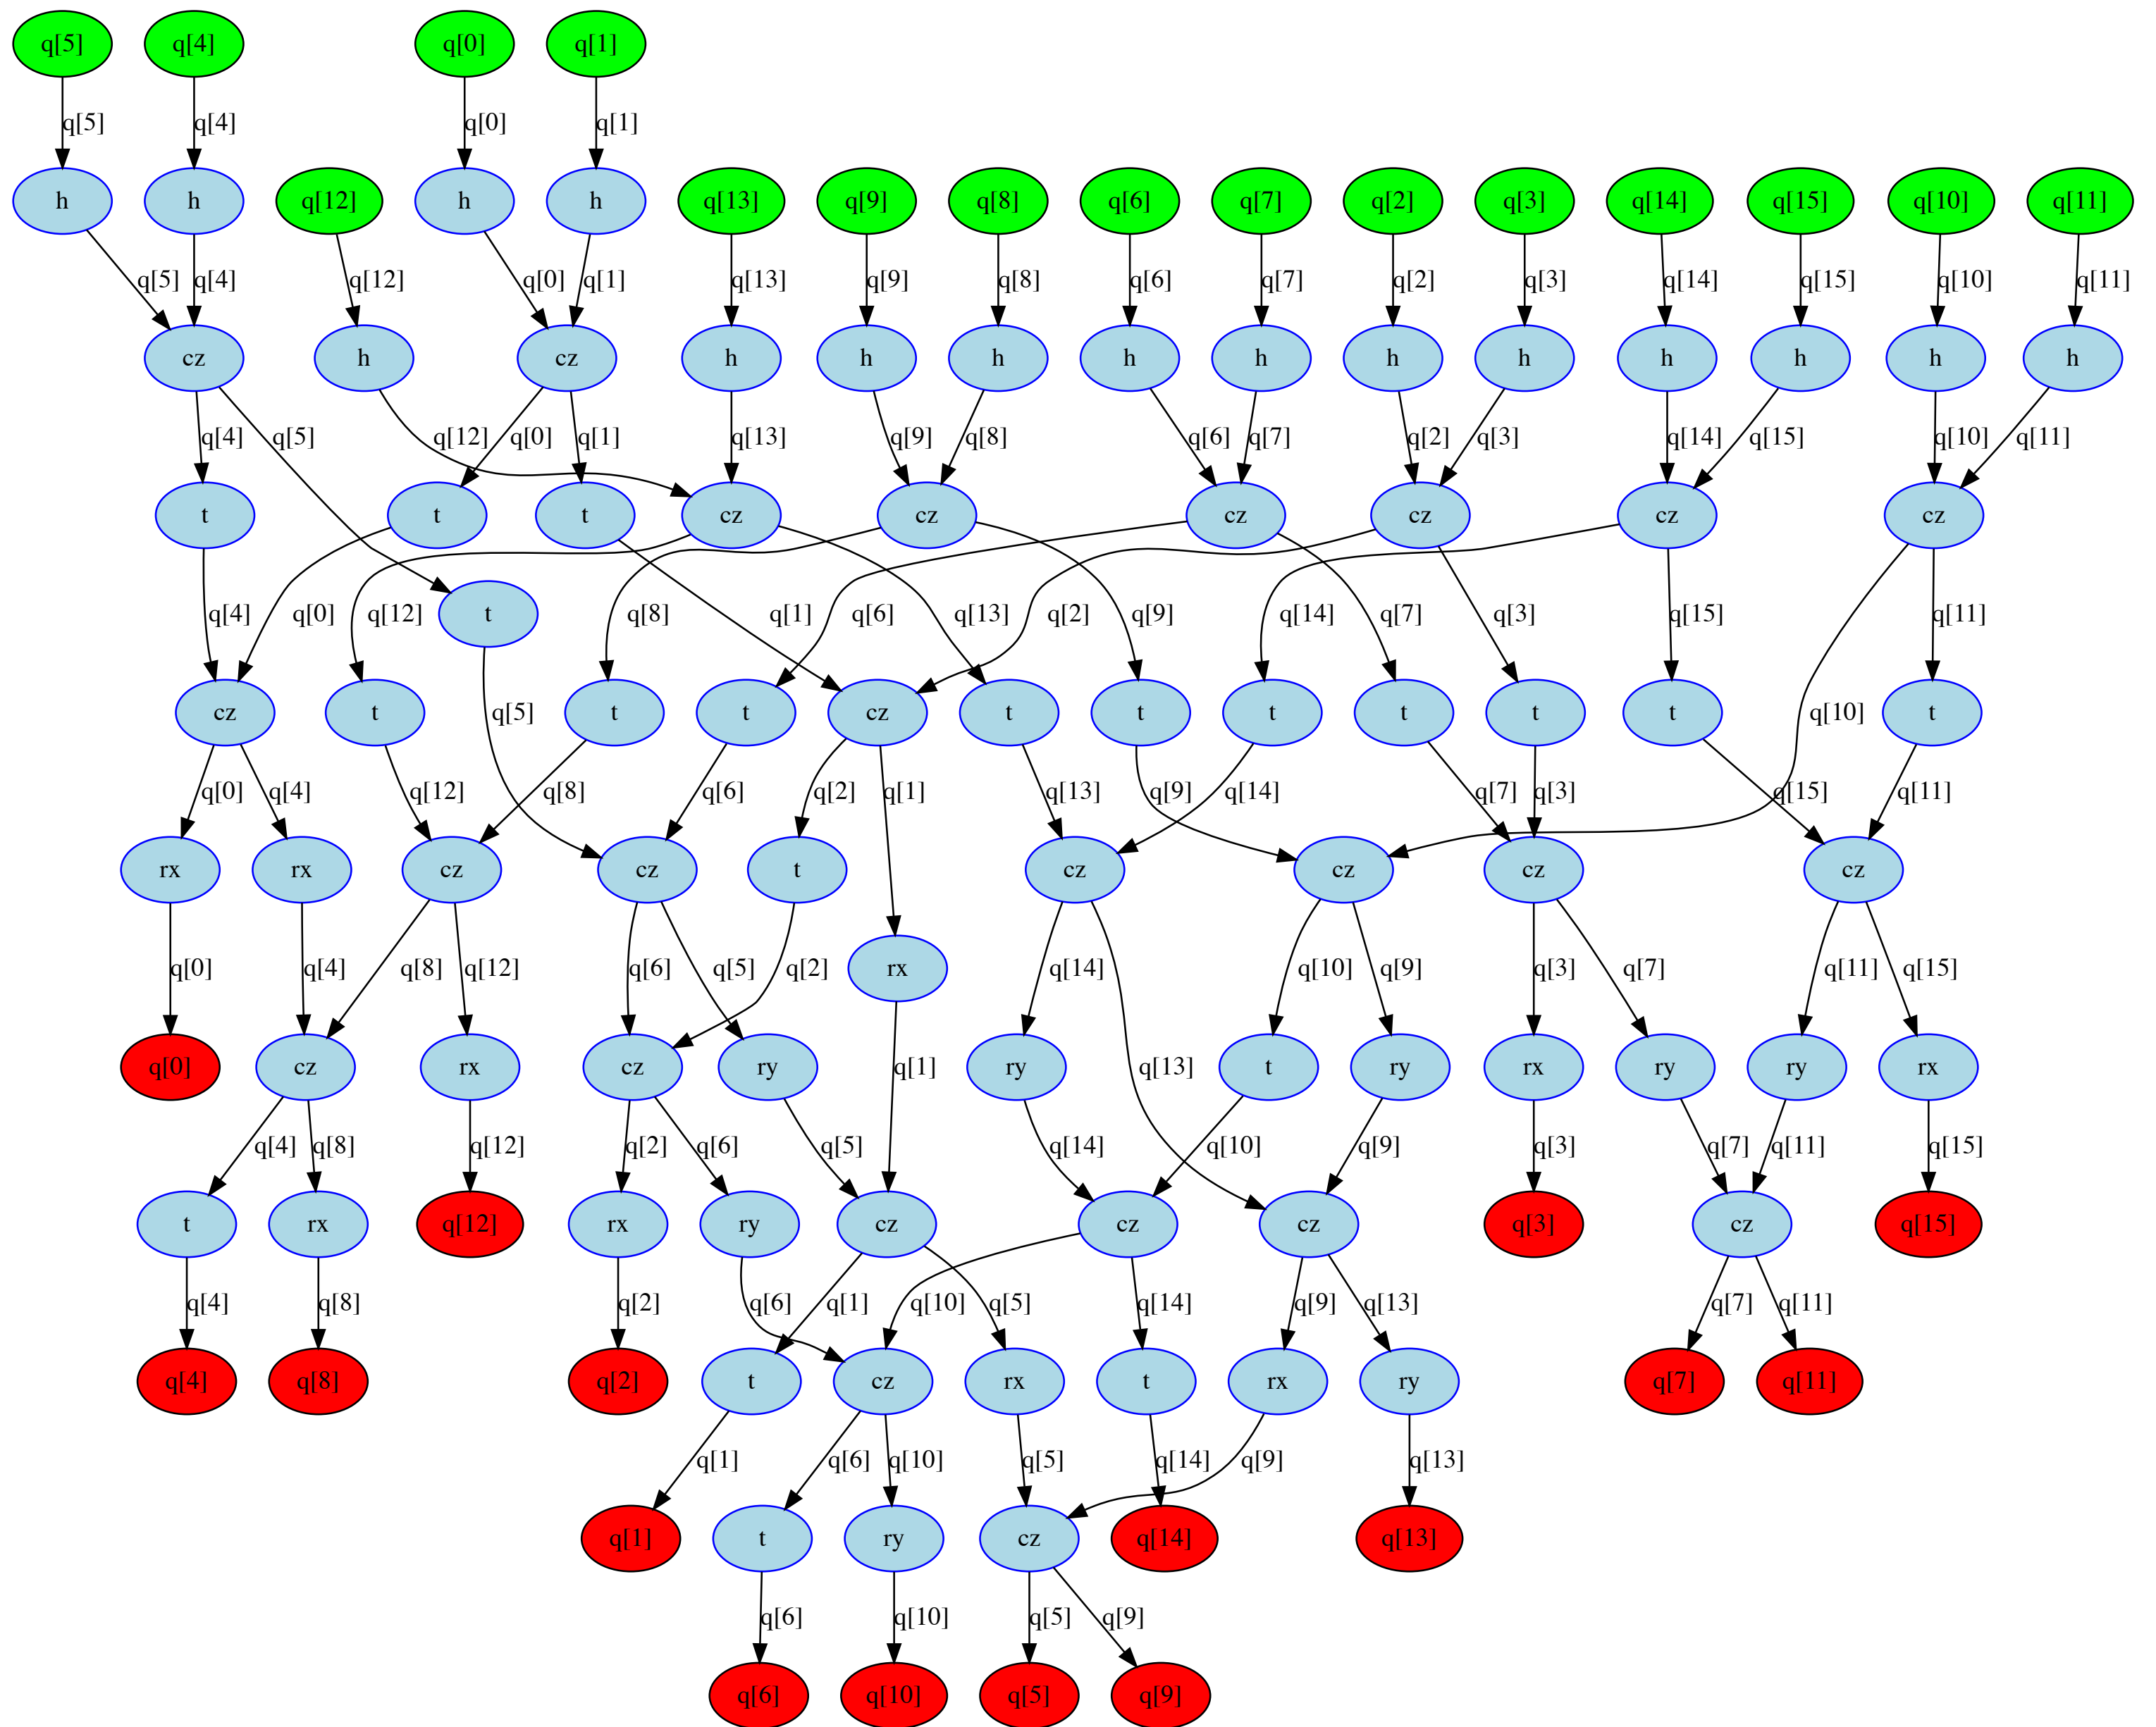 q[5] q[4] q[0] q[1]
q[5] q[4] q[0] q[1]
h h q[12] h h q[13] q[9] q[8] q[6] q[7] q[2] q[3] q[14] q[15] q[10] q[11]
q[5] q[4] q[12] q[0] q[1] q[13] q[9] q[8] q[6] q[7] q[2] q[3] q[14] q[15] q[10] q[11]
cz h cz h h h h h h h h h h h
q[4] q[5] q[12] q[0] q[1] q[13] q[9] q[8] q[6] q[7] q[2] q[3] q[14] q[15] q[10] q[11]
t t t cz cz cz cz cz cz
q[4] q[0] q[12] t q[8] q[1] q[6] q[13] q[2] q[9] q[14] q[7] q[3] q[15] q[11]
cz t q[5] t t cz t t t t t t t q[10]
q[0] q[4] q[12] q[8] q[6] q[2] q[1] q[13] q[9] q[14] q[7] q[3] q[15] q[11]
rx rx cz cz t cz cz cz cz
q[0] q[4] q[8] q[12] q[6] q[5] q[2] rx q[14] q[10] q[9] q[3] q[7] q[11] q[15]
q[0] cz rx cz ry q[1] ry q[13] t ry rx ry ry rx
q[4] q[8] q[12] q[2] q[6] q[5] q[14] q[10] q[9] q[3] q[7] q[11] q[15]
t rx q[12] rx ry cz cz cz q[3] cz q[15]
q[4] q[8] q[2] q[6] q[1] q[10] q[5] q[14] q[9] q[13] q[7] q[11]
q[4] q[8] q[2] t cz rx t rx ry q[7] q[11]
q[1] q[6] q[10] q[5] q[14] q[9] q[13]
q[1] t ry cz q[14] q[13]
q[6] q[10] q[5] q[9]
q[6] q[10] q[5] q[9]